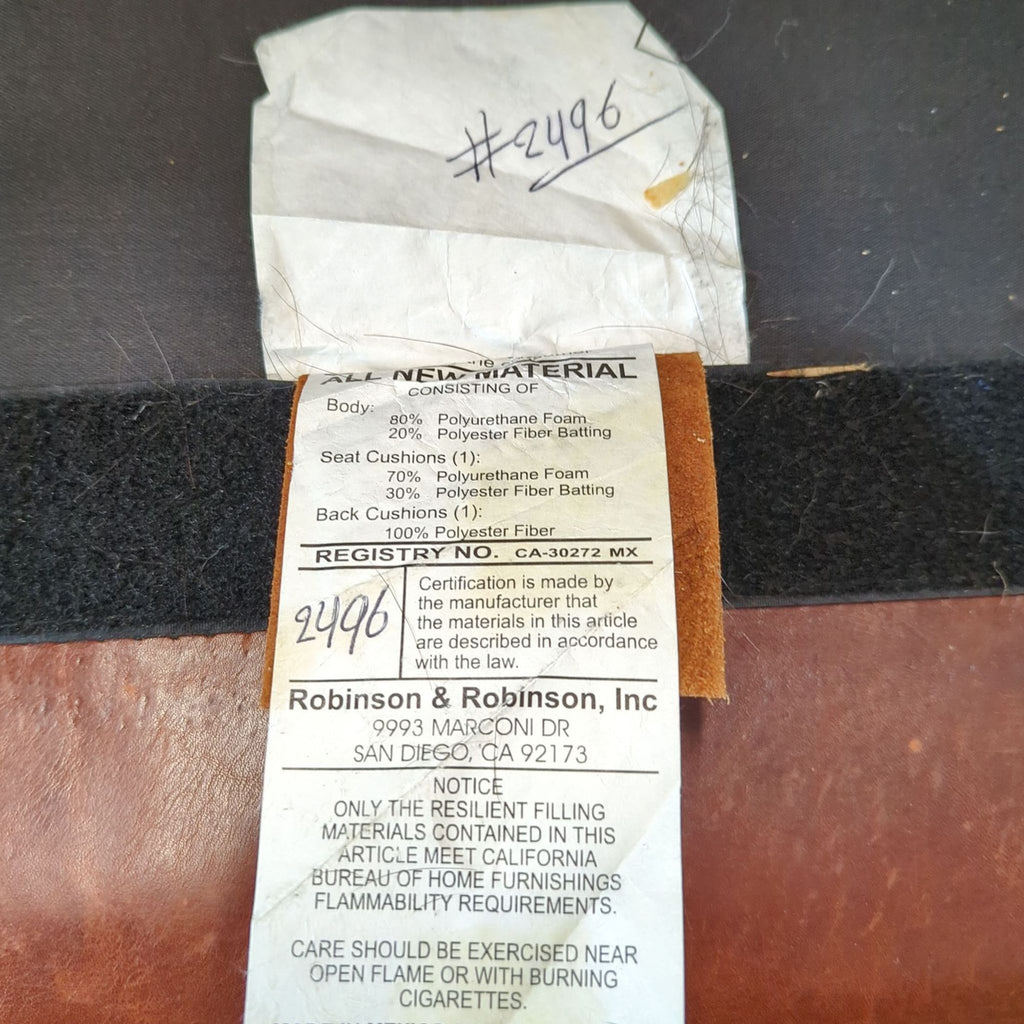 #2496
ALL NEW MATERIAL
CONSISTING OF
Body:
80% Polyurethane Foam
20% Polyester Fiber Batting
Seat Cushions (1):
70% Polyurethane Foam
30% Polyester Fiber Batting
Back Cushions (1):
100% Polyester Fiber
REGISTRY NO. CA-30272 MX
2496
Certification is made by
the manufacturer that
the materials in this article
are described in accordance
with the law.
Robinson & Robinson, Inc
9993 MARCONI DR
SAN DIEGO, CA 92173
NOTICE
ONLY THE RESILIENT FILLING
MATERIALS CONTAINED IN THIS
ARTICLE MEET CALIFORNIA
BUREAU OF HOME FURNISHINGS
FLAMMABILITY REQUIREMENTS.
CARE SHOULD BE EXERCISED NEAR
OPEN FLAME OR WITH BURNING
CIGARETTES.